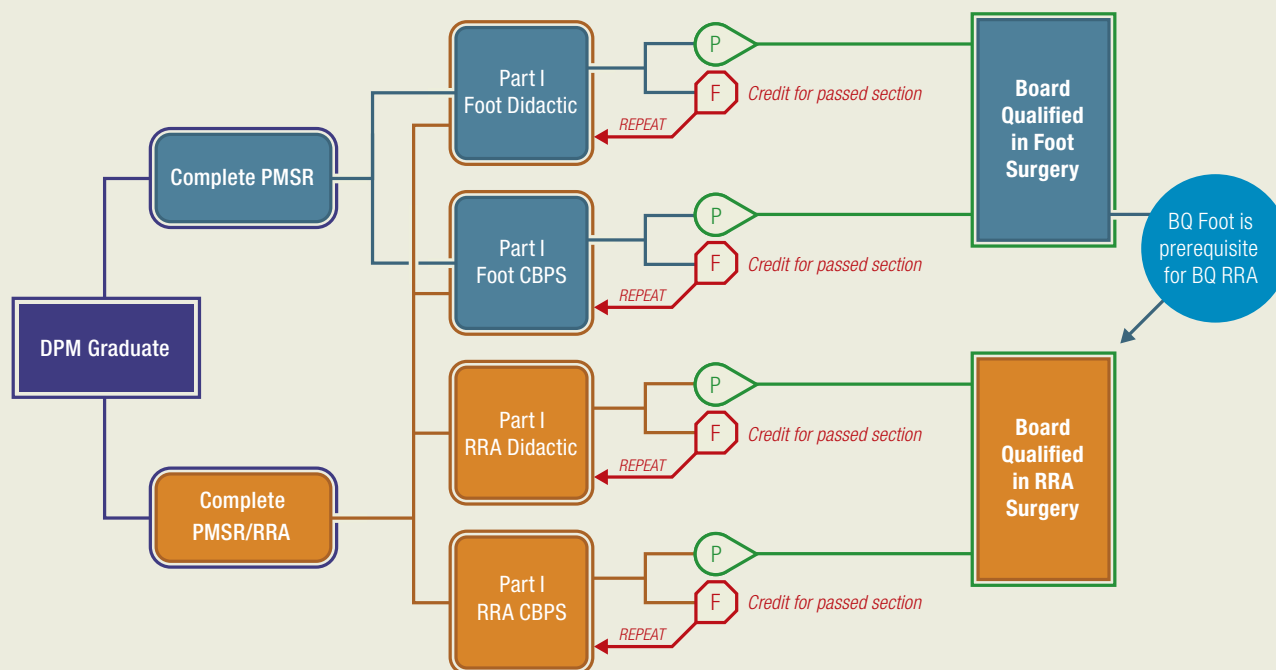 DPM Graduate
Complete PMSR
Complete
PMSR/RRA
Part I
Foot Didactic
P
F
Credit for passed section
REPEAT
Part I
Foot CBPS
P
F
Credit for passed section
REPEAT
Part I
RRA Didactic
P
F
Credit for passed section
REPEAT
Part I
RRA CBPS
P
F
Credit for passed section
REPEAT
Board
Qualified
in Foot
Surgery
BQ Foot is
prerequisite
for BQ RRA
Board
Qualified
in RRA
Surgery